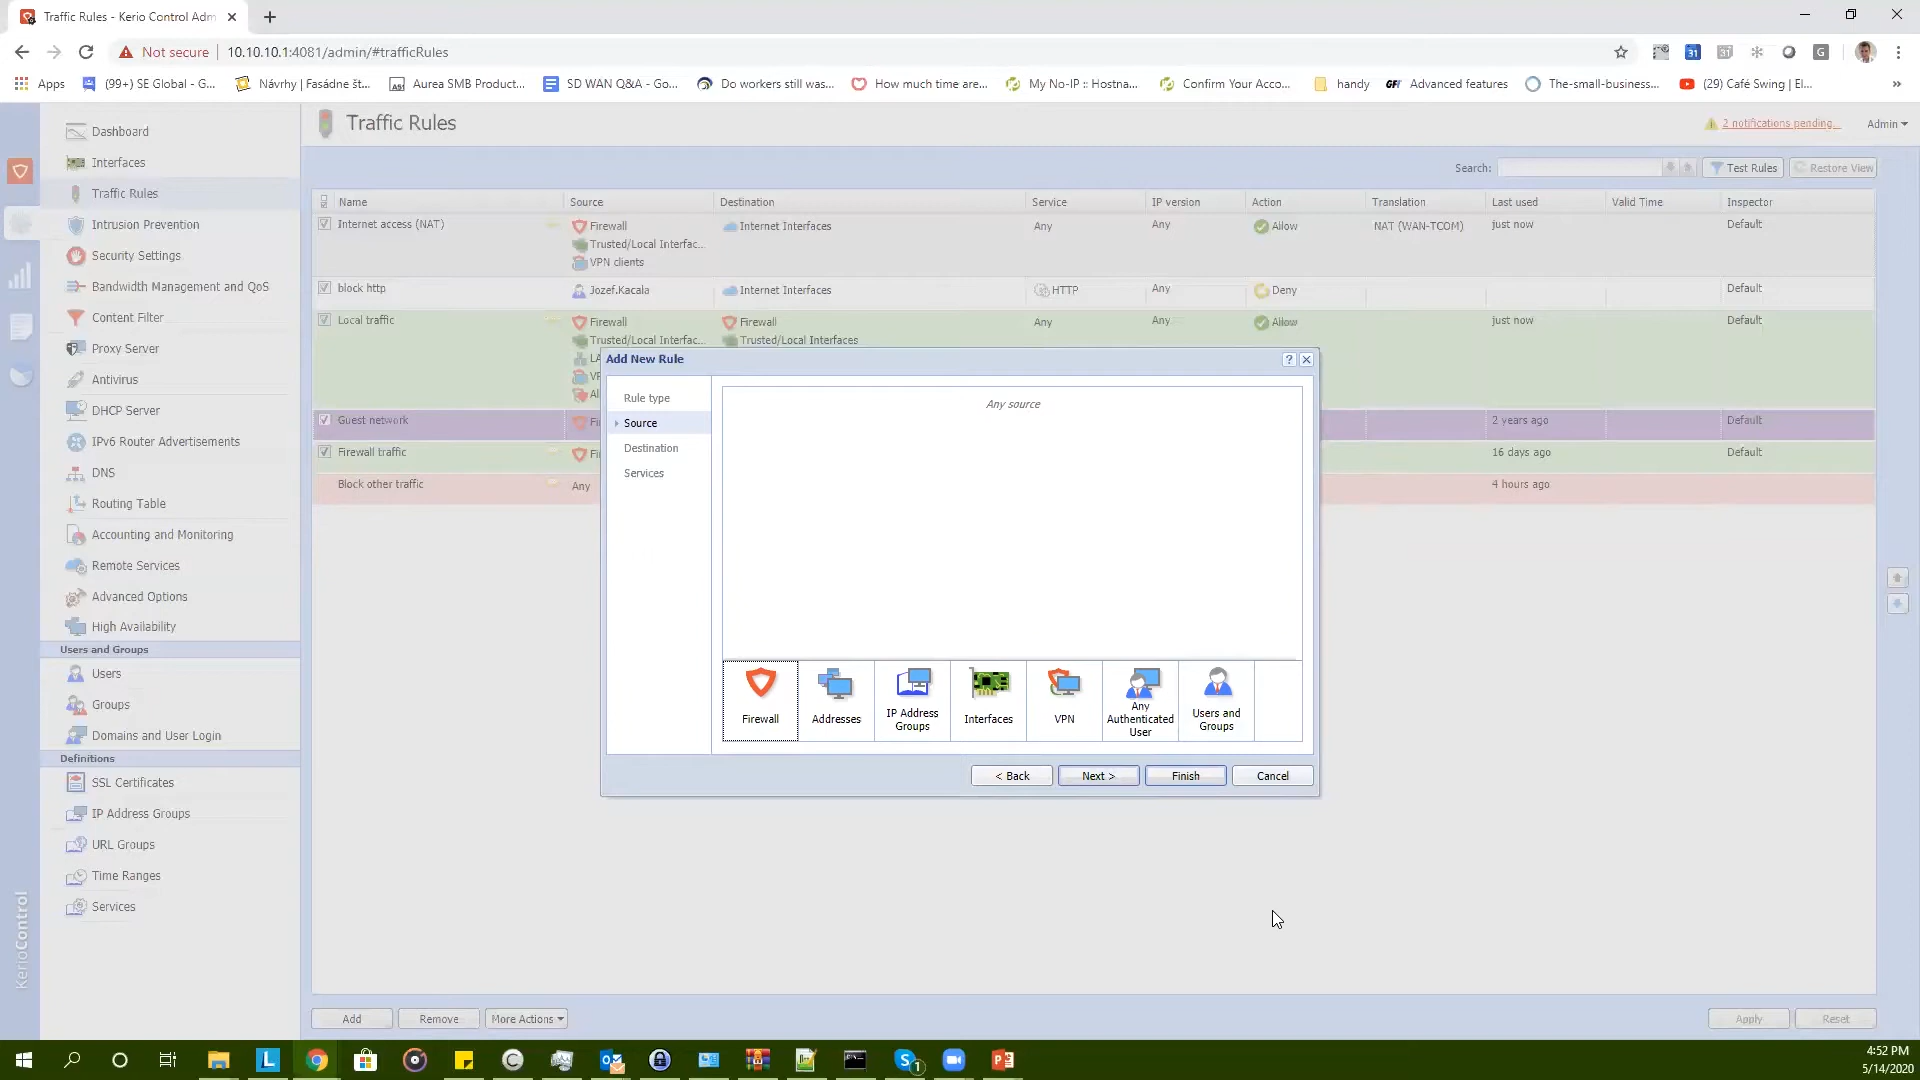 Traffic Rules - Kerio Control Adm
Not secure
10.10.10.1:4081/admin/#trafficRules
Apps
(99+) SE Global - G...
Návrhy | Fasádne št...
Aurea SMB Product...
SD WAN Q&A - Go...
Do workers still was...
How much time are...
My No-IP :: Hostna...
Confirm Your Acco...
handy
GFI
Advanced features
The-small-business...
(29) Café Swing | El...
Traffic Rules
2 notifications pending...
Admin
Search:
Test Rules
Restore View
Dashboard
Interfaces
Traffic Rules
Intrusion Prevention
Security Settings
Bandwidth Management and QoS
Content Filter
Proxy Server
Antivirus
DHCP Server
IPv6 Router Advertisements
DNS
Routing Table
Accounting and Monitoring
Remote Services
Advanced Options
High Availability
Users and Groups
Users
Groups
Domains and User Login
Definitions
SSL Certificates
IP Address Groups
URL Groups
Time Ranges
Services
KerioControl
Name Source Destination Service IP version Action Translation Last used Valid Time Inspector
Internet access (NAT) Firewall Internet Interfaces Any Any Allow NAT (WAN-TCOM) just now Default
Trusted/Local Interfac...
VPN clients
block http Jozef.Kacala Internet Interfaces HTTP Any Deny Default
Local traffic Firewall Firewall Any Any Allow just now Default
Trusted/Local Interfac... Trusted/Local Interfaces
Guest network 2 years ago Default
Firewall traffic 16 days ago Default
Block other traffic Any 4 hours ago
Add New Rule
?
Rule type
Source
Destination
Services
Any source
Firewall
Addresses
IP Address
Groups
Interfaces
VPN
Any
Authenticated
User
Users and
Groups
< Back
Next >
Finish
Cancel
Add
Remove
More Actions
Apply
Reset
4:52 PM
5/14/2020